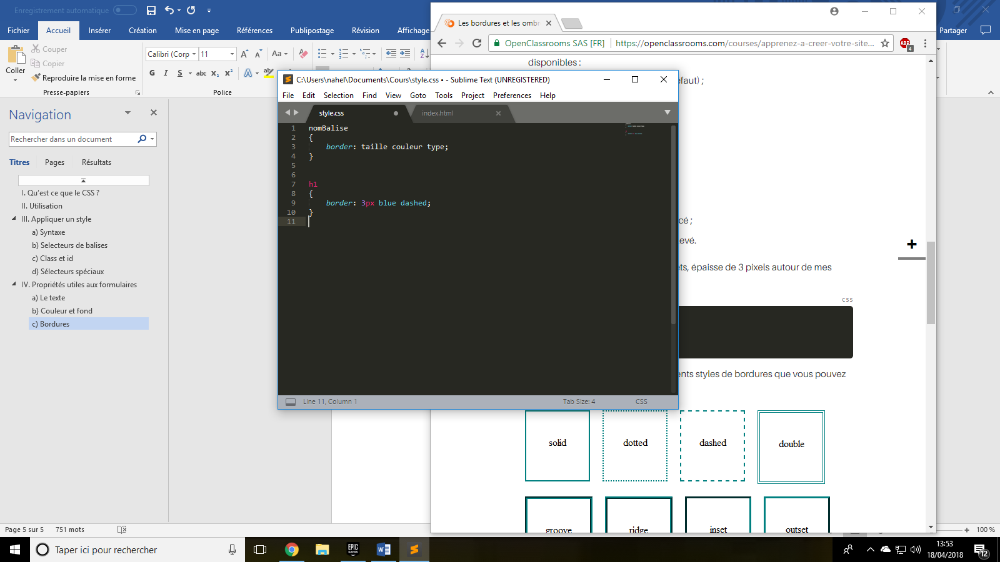 Enregistrement automatique
Fichier Accueil Insérer Création Mise en page Références Publipostage Révision Affichage Partager
Coller
Couper
Copier
Reproduire la mise en forme
Presse-papiers
Calibri (Corp 11
Aa
G I S abc x₂ x² A ab
Police
Navigation
Rechercher dans un document
Titres Pages Résultats
I. Qu'est ce que le CSS ?
II. Utilisation
III. Appliquer un style
a) Syntaxe
b) Selecteurs de balises
c) Class et id
d) Sélecteurs spéciaux
IV. Propriétés utiles aux formulaires
a) Le texte
b) Couleur et fond
c) Bordures
Page 5 sur 5 751 mots
100 %
Les bordures et les ombr
OpenClassrooms SAS [FR] https://openclassrooms.com/courses/apprenez-a-creer-votre-site...
ABP 4
disponibles :
efaut) ;
cé ;
evé.
ts, épaisse de 3 pixels autour de mes
CSS
ents styles de bordures que vous pouvez
solid dotted dashed double
groove ridge inset outset
C:\Users\nahel\Documents\Cours\style.css • - Sublime Text (UNREGISTERED)
File Edit Selection Find View Goto Tools Project Preferences Help
style.css index.html
1 nomBalise
2 {
3 border: taille couleur type;
4 }
5
6
7 h1
8 {
9 border: 3px blue dashed;
10 }
11
Line 11, Column 1 Tab Size: 4 CSS
Taper ici pour rechercher
EPIC GAMES
13:53
18/04/2018
12